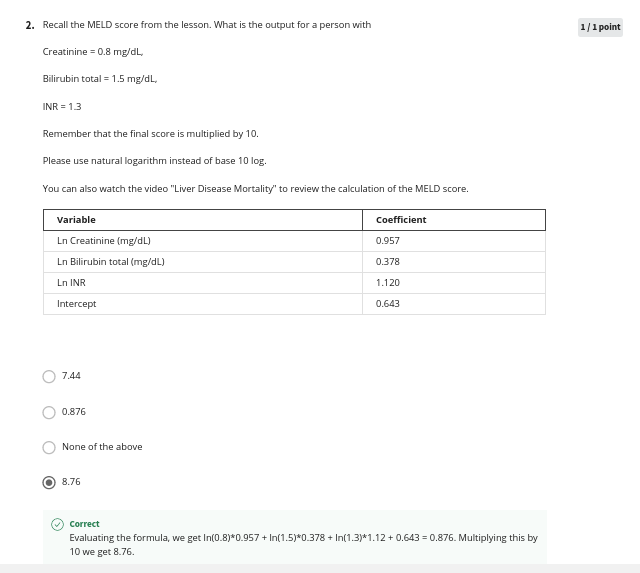 2. Recall the MELD score from the lesson. What is the output for a person with
1 / 1 point
Creatinine = 0.8 mg/dL,
Bilirubin total = 1.5 mg/dL,
INR = 1.3
Remember that the final score is multiplied by 10.
Please use natural logarithm instead of base 10 log.
You can also watch the video "Liver Disease Mortality" to review the calculation of the MELD score.
Variable Coefficient
Ln Creatinine (mg/dL) 0.957
Ln Bilirubin total (mg/dL) 0.378
Ln INR 1.120
Intercept 0.643
7.44
0.876
None of the above
8.76
Correct
Evaluating the formula, we get ln(0.8)*0.957 + ln(1.5)*0.378 + ln(1.3)*1.12 + 0.643 = 0.876. Multiplying this by
10 we get 8.76.